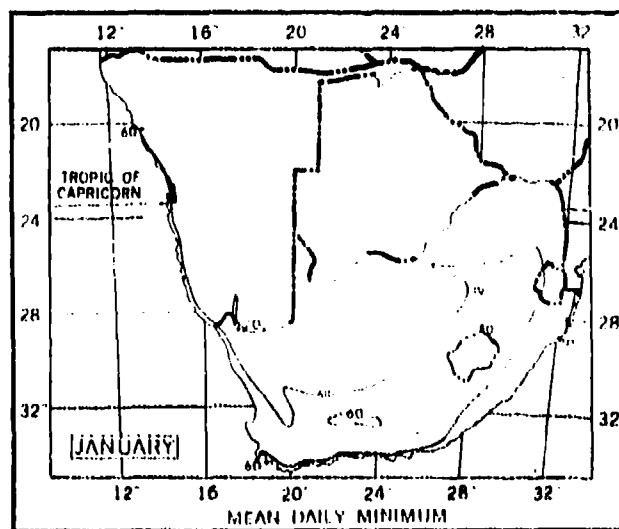 12° 16° 20 24 28 32
60
20 20
TROPIC OF
CAPRICORN
24 24
28 28
60
32° 32
[JANUARY]
60
12° 16° 20° 24 28° 32°
MEAN DAILY MINIMUM